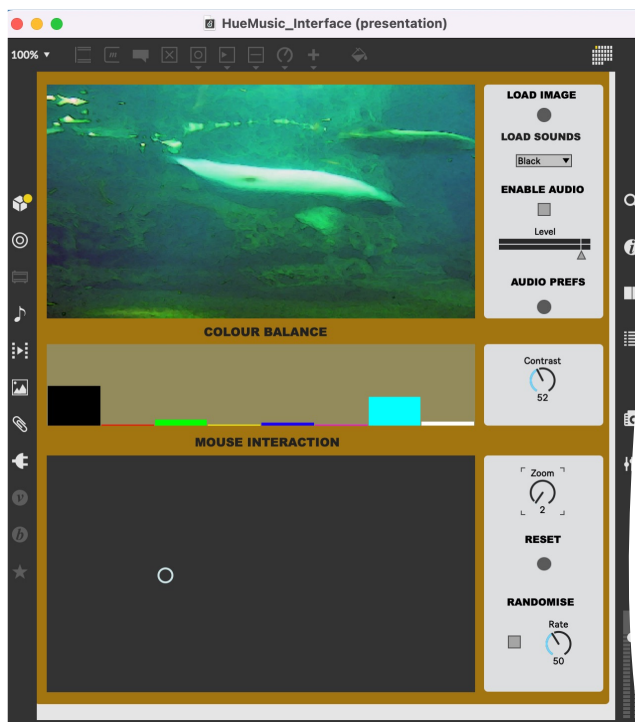 HueMusic_Interface (presentation)
100% ▼
m
LOAD IMAGE
LOAD SOUNDS
Black ▼
ENABLE AUDIO
Level
AUDIO PREFS
COLOUR BALANCE
Contrast
52
MOUSE INTERACTION
Zoom
2
RESET
RANDOMISE
Rate
50